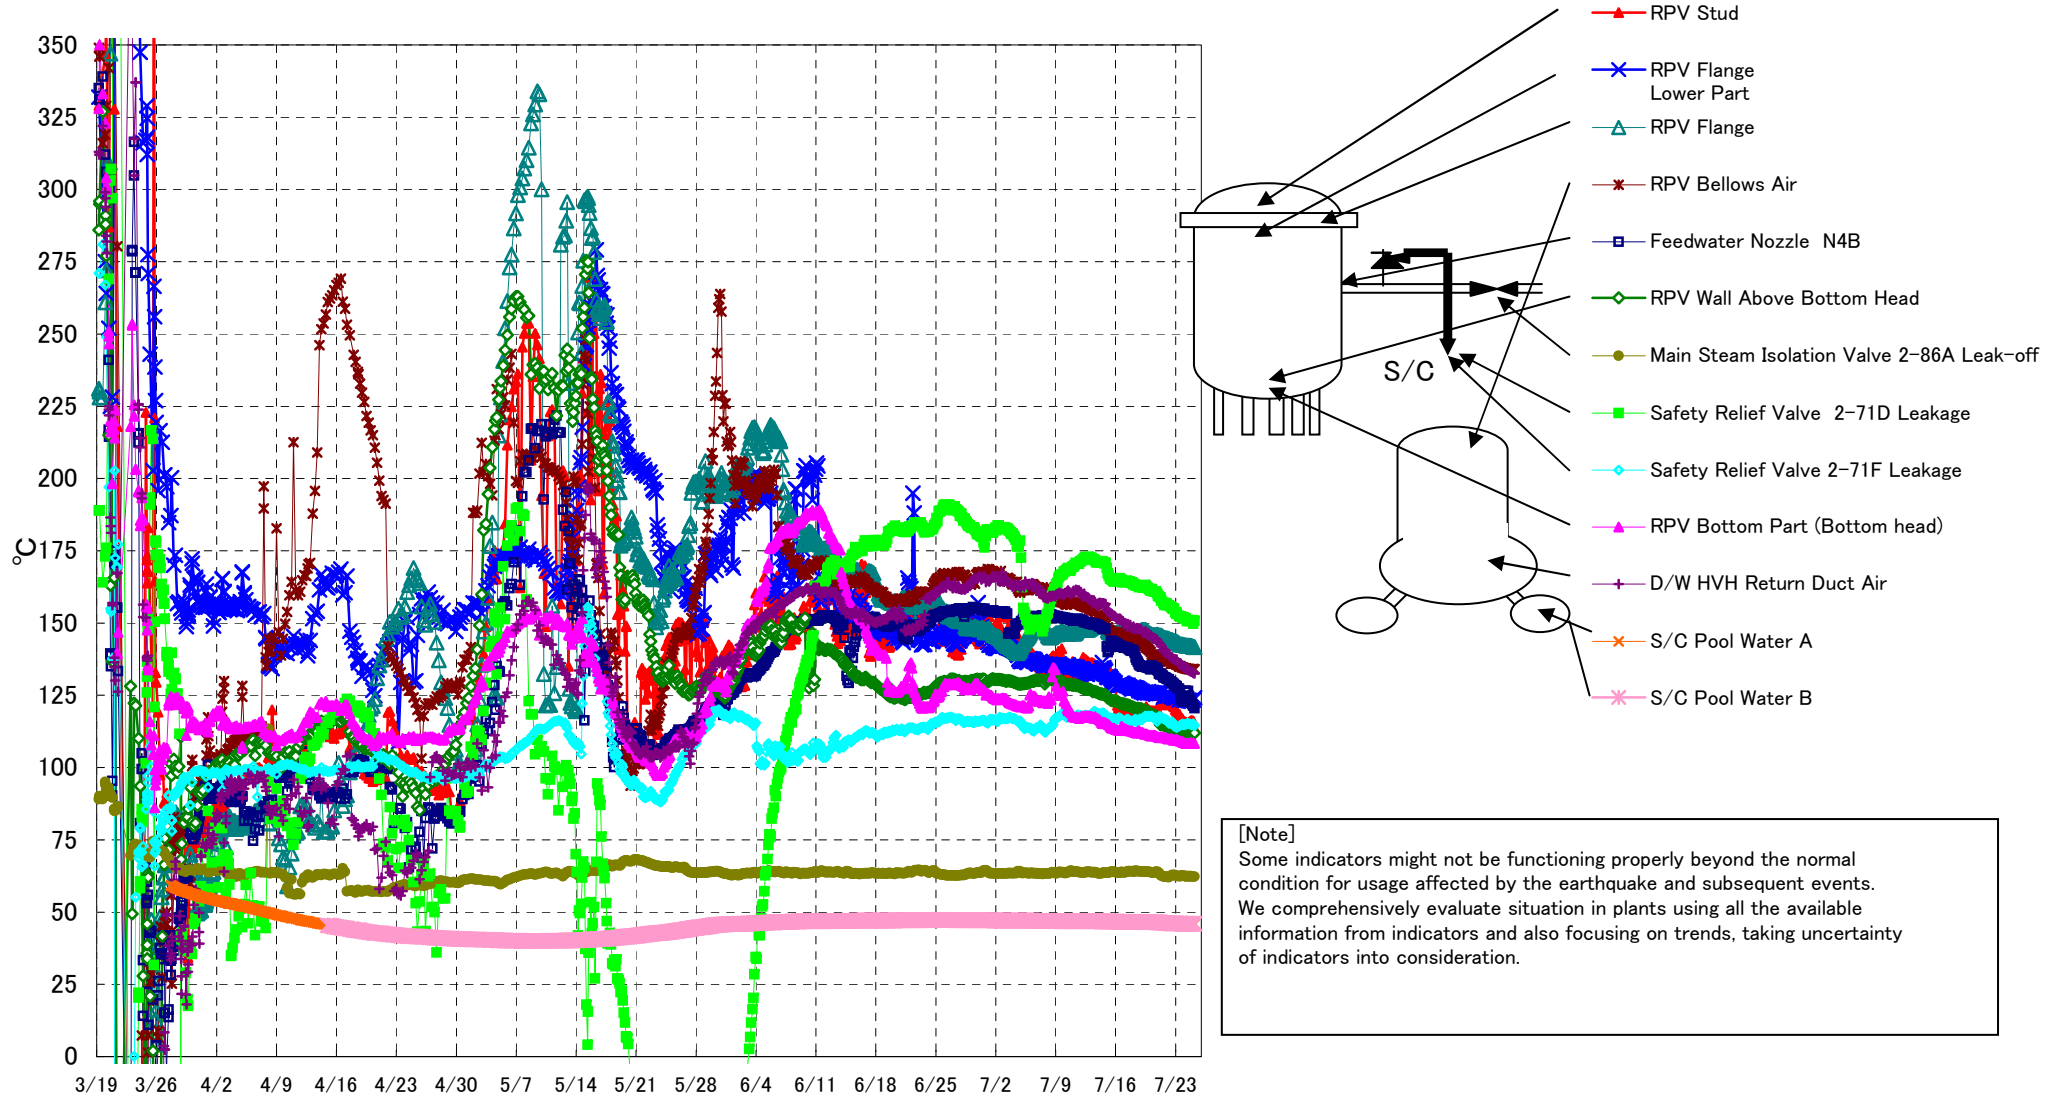 RPV Stud
RPV Flange
Lower Part
RPV Flange
RPV Bellows Air
Feedwater Nozzle N4B
RPV Wall Above Bottom Head
Main Steam Isolation Valve 2-86A Leak-off
Safety Relief Valve 2-71D Leakage
Safety Relief Valve 2-71F Leakage
RPV Bottom Part (Bottom head)
D/W HVH Return Duct Air
S/C Pool Water A
S/C Pool Water B
350
325
300
275
250
225
200
175
150
125
100
75
50
25
0
℃
3/19 3/26 4/2 4/9 4/16 4/23 4/30 5/7 5/14 5/21 5/28 6/4 6/11 6/18 6/25 7/2 7/9 7/16 7/23
S/C
[Note]
Some indicators might not be functioning properly beyond the normal
condition for usage affected by the earthquake and subsequent events.
We comprehensively evaluate situation in plants using all the available
information from indicators and also focusing on trends, taking uncertainty
of indicators into consideration.